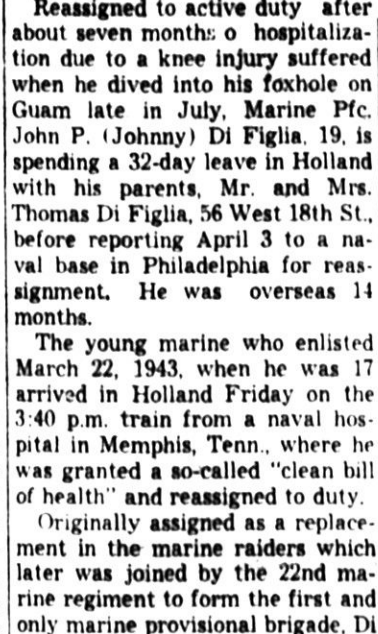 Reassigned to active duty after
about seven months o hospitaliza-
tion due to a knee injury suffered
when he dived into his foxhole on
Guam late in July, Marine Pfc.
John P. (Johnny) Di Figlia, 19, is
spending a 32-day leave in Holland
with his parents, Mr. and Mrs.
Thomas Di Figlia, 56 West 18th St.,
before reporting April 3 to a na-
val base in Philadelphia for reas-
signment. He was overseas 14
months.
The young marine who enlisted
March 22, 1943, when he was 17
arrived in Holland Friday on the
3:40 p.m. train from a naval hos-
pital in Memphis, Tenn., where he
was granted a so-called "clean bill
of health" and reassigned to duty.
Originally assigned as a replace-
ment in the marine raiders which
later was joined by the 22nd ma-
rine regiment to form the first and
only marine provisional brigade, Di